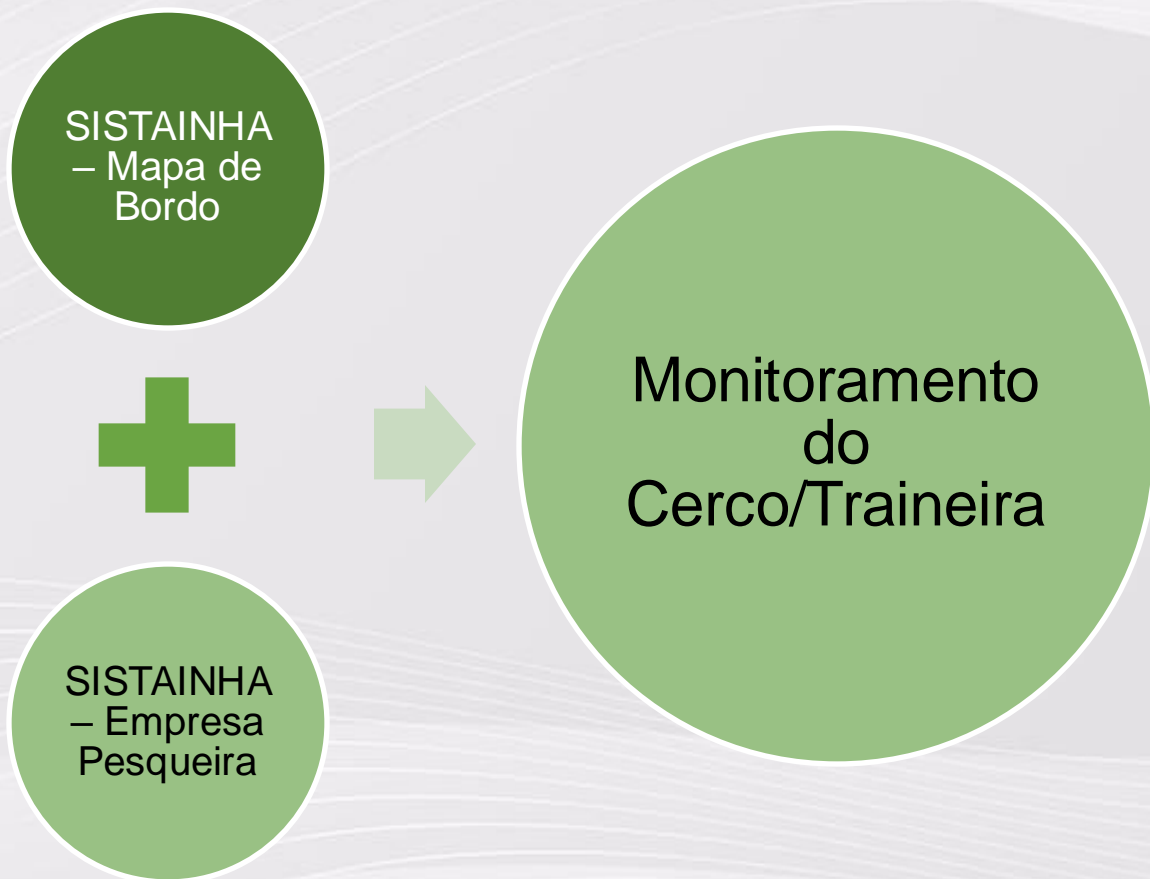 SISTAINHA
– Mapa de
Bordo
SISTAINHA
– Empresa
Pesqueira
Monitoramento
do
Cerco/Traineira